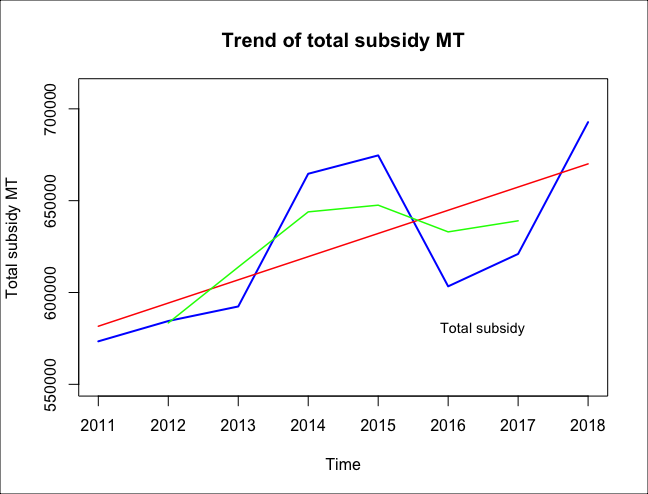 Trend of total subsidy MT
Total subsidy MT
700000
650000
600000
550000
Total subsidy
2011 2012 2013 2014 2015 2016 2017 2018
Time